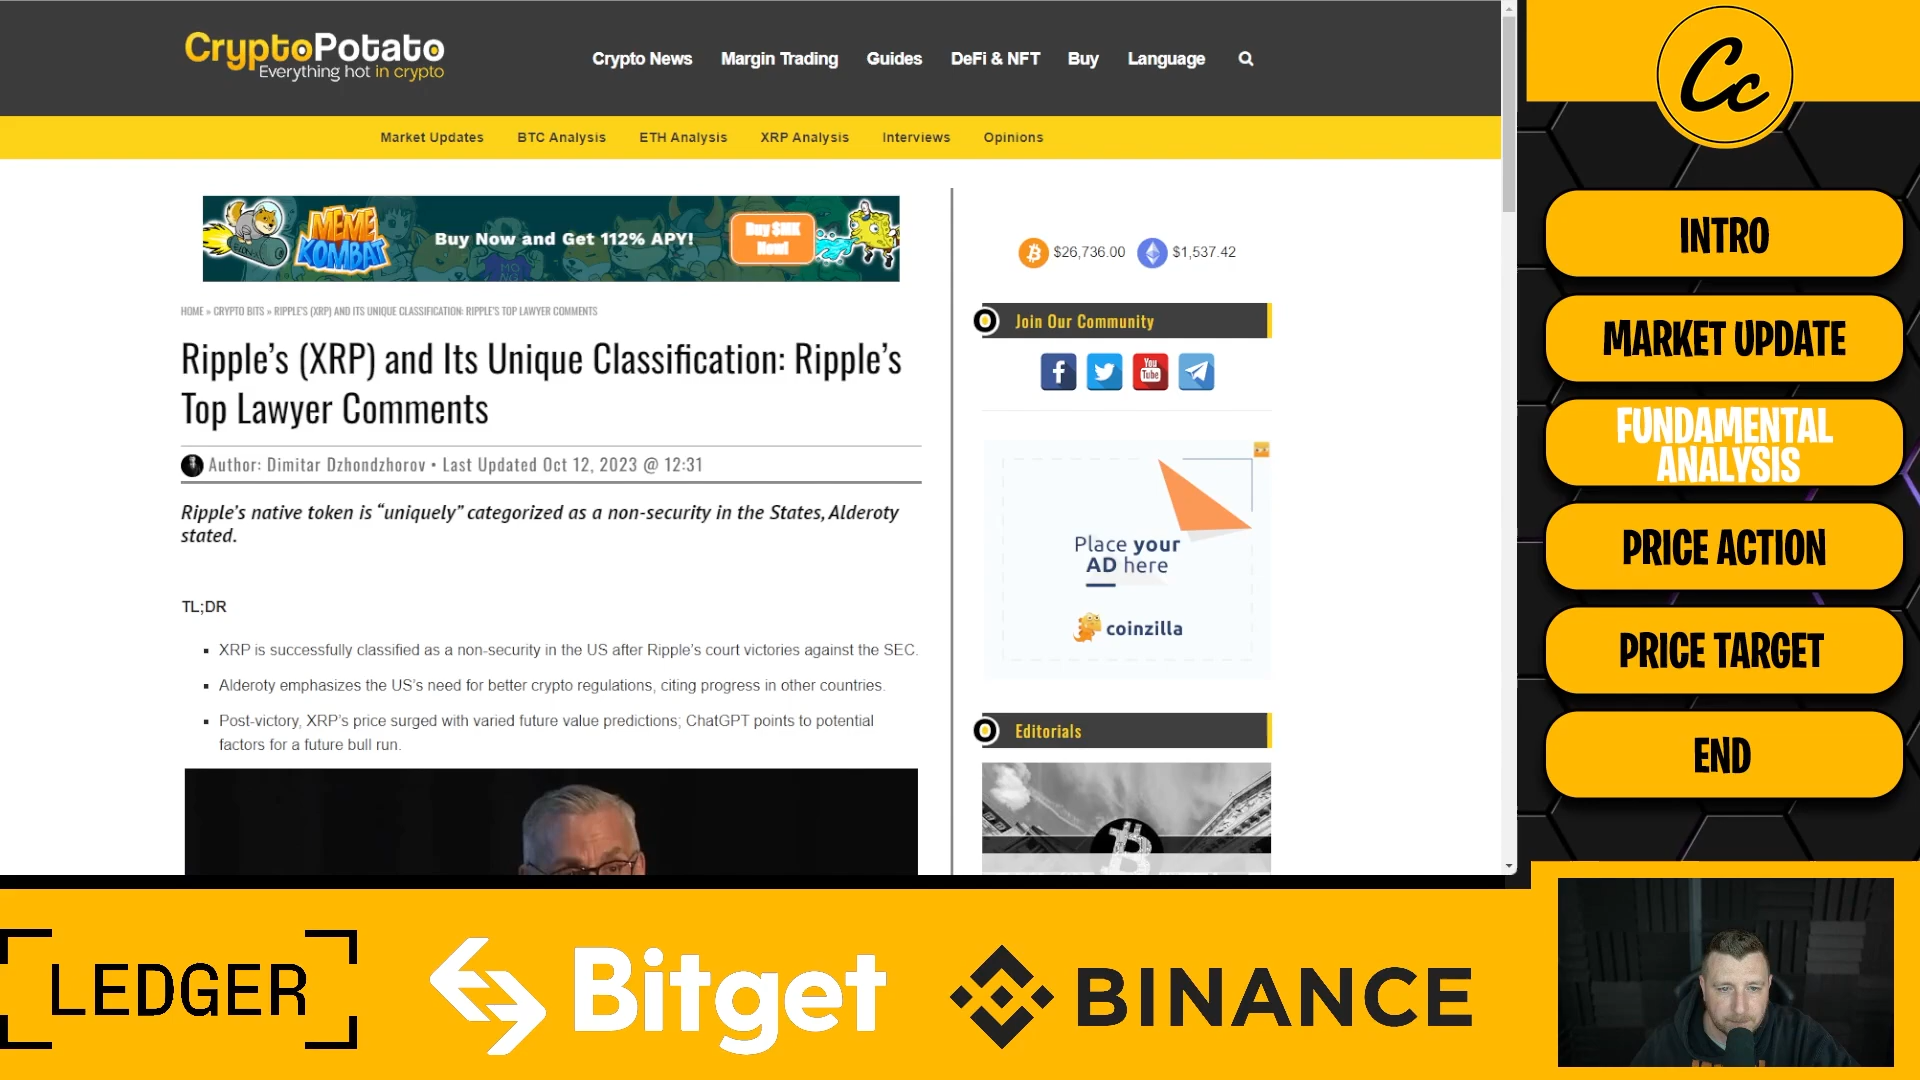 CryptoPotato
Everything hot in crypto
Crypto News Margin Trading Guides DeFi & NFT Buy Language
Market Updates BTC Analysis ETH Analysis XRP Analysis Interviews Opinions
MEME KOMBAT
Buy Now and Get 112% APY!
Buy $MK Now!
$26,736.00 $1,537.42
HOME » CRYPTO BITS » RIPPLE'S (XRP) AND ITS UNIQUE CLASSIFICATION: RIPPLE'S TOP LAWYER COMMENTS
Ripple's (XRP) and Its Unique Classification: Ripple's
Top Lawyer Comments
Author: Dimitar Dzhondzhorov • Last Updated Oct 12, 2023 @ 12:31
Ripple's native token is “uniquely” categorized as a non-security in the States, Alderoty
stated.
TL;DR
XRP is successfully classified as a non-security in the US after Ripple's court victories against the SEC.
Alderoty emphasizes the US's need for better crypto regulations, citing progress in other countries.
Post-victory, XRP's price surged with varied future value predictions; ChatGPT points to potential
factors for a future bull run.
Join Our Community
You
Tube
Place your
AD here
coinzilla
Editorials
Cc
INTRO
MARKET UPDATE
FUNDAMENTAL
ANALYSIS
PRICE ACTION
PRICE TARGET
END
LEDGER
Bitget
BINANCE